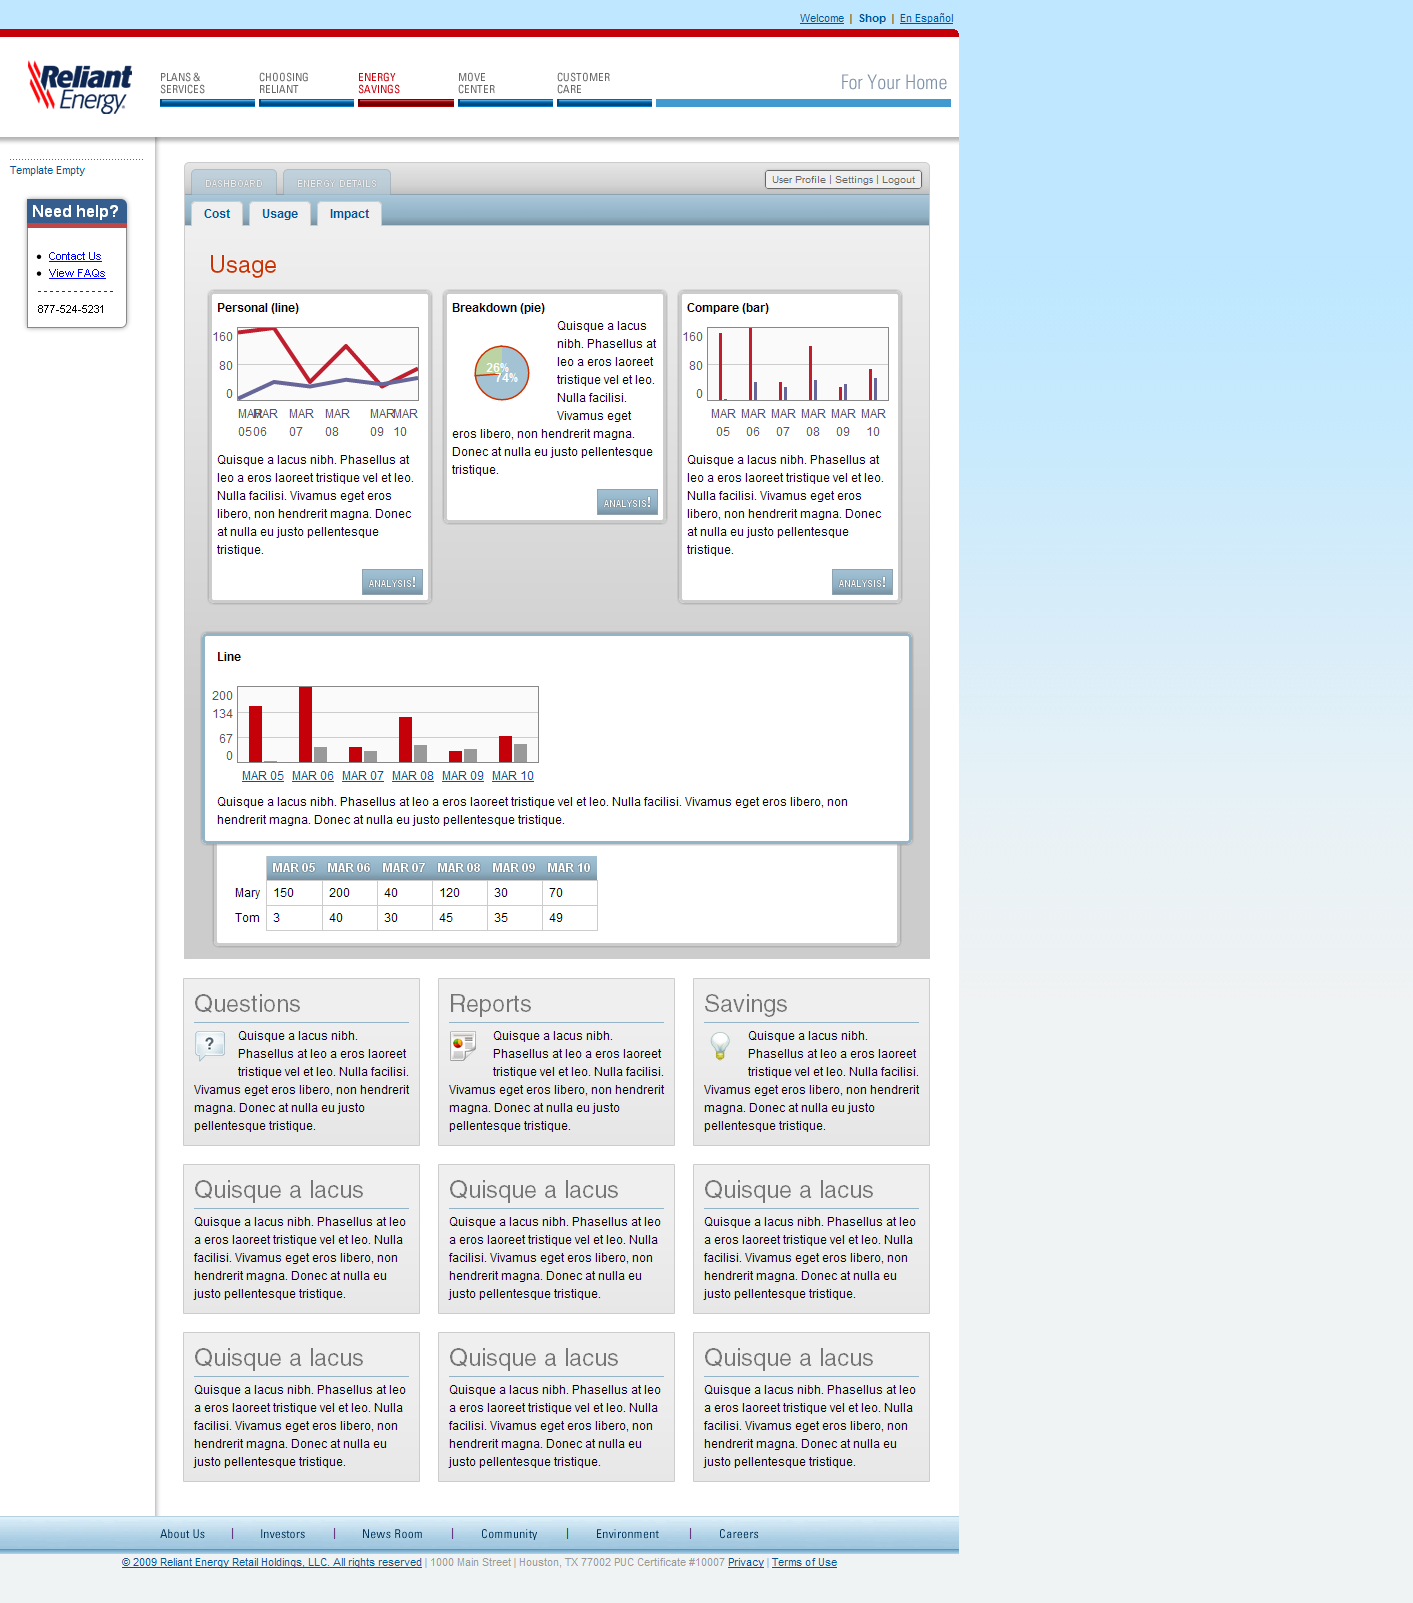 Welcome | Shop | En Español
Reliant
Energy
PLANS &
SERVICES
CHOOSING
RELIANT
ENERGY
SAVINGS
MOVE
CENTER
CUSTOMER
CARE
For Your Home
Template Empty
Need help?
Contact Us
View FAQs
877-524-5231
DASHBOARD
ENERGY DETAILS
User Profile | Settings | Logout
Cost
Usage
Impact
Usage
Personal (line)
160
80
0
MAR 05
MAR 06
MAR 07
MAR 08
MAR 09
MAR 10
Quisque a lacus nibh. Phasellus at
leo a eros laoreet tristique vel et leo.
Nulla facilisi. Vivamus eget eros
libero, non hendrerit magna. Donec
at nulla eu justo pellentesque
tristique.
ANALYSIS!
Breakdown (pie)
26%
74%
Quisque a lacus
nibh. Phasellus at
leo a eros laoreet
tristique vel et leo.
Nulla facilisi.
Vivamus eget
eros libero, non hendrerit magna.
Donec at nulla eu justo pellentesque
tristique.
ANALYSIS!
Compare (bar)
160
80
0
MAR 05
MAR 06
MAR 07
MAR 08
MAR 09
MAR 10
Quisque a lacus nibh. Phasellus at
leo a eros laoreet tristique vel et leo.
Nulla facilisi. Vivamus eget eros
libero, non hendrerit magna. Donec
at nulla eu justo pellentesque
tristique.
ANALYSIS!
Line
200
134
67
0
MAR 05 MAR 06 MAR 07 MAR 08 MAR 09 MAR 10
Quisque a lacus nibh. Phasellus at leo a eros laoreet tristique vel et leo. Nulla facilisi. Vivamus eget eros libero, non
hendrerit magna. Donec at nulla eu justo pellentesque tristique.
MAR 05 MAR 06 MAR 07 MAR 08 MAR 09 MAR 10
Mary 150 200 40 120 30 70
Tom 3 40 30 45 35 49
Questions
?
Quisque a lacus nibh.
Phasellus at leo a eros laoreet
tristique vel et leo. Nulla facilisi.
Vivamus eget eros libero, non hendrerit
magna. Donec at nulla eu justo
pellentesque tristique.
Reports
Quisque a lacus nibh.
Phasellus at leo a eros laoreet
tristique vel et leo. Nulla facilisi.
Vivamus eget eros libero, non hendrerit
magna. Donec at nulla eu justo
pellentesque tristique.
Savings
Quisque a lacus nibh.
Phasellus at leo a eros laoreet
tristique vel et leo. Nulla facilisi.
Vivamus eget eros libero, non hendrerit
magna. Donec at nulla eu justo
pellentesque tristique.
Quisque a lacus
Quisque a lacus nibh. Phasellus at leo
a eros laoreet tristique vel et leo. Nulla
facilisi. Vivamus eget eros libero, non
hendrerit magna. Donec at nulla eu
justo pellentesque tristique.
Quisque a lacus
Quisque a lacus nibh. Phasellus at leo
a eros laoreet tristique vel et leo. Nulla
facilisi. Vivamus eget eros libero, non
hendrerit magna. Donec at nulla eu
justo pellentesque tristique.
Quisque a lacus
Quisque a lacus nibh. Phasellus at leo
a eros laoreet tristique vel et leo. Nulla
facilisi. Vivamus eget eros libero, non
hendrerit magna. Donec at nulla eu
justo pellentesque tristique.
Quisque a lacus
Quisque a lacus nibh. Phasellus at leo
a eros laoreet tristique vel et leo. Nulla
facilisi. Vivamus eget eros libero, non
hendrerit magna. Donec at nulla eu
justo pellentesque tristique.
Quisque a lacus
Quisque a lacus nibh. Phasellus at leo
a eros laoreet tristique vel et leo. Nulla
facilisi. Vivamus eget eros libero, non
hendrerit magna. Donec at nulla eu
justo pellentesque tristique.
Quisque a lacus
Quisque a lacus nibh. Phasellus at leo
a eros laoreet tristique vel et leo. Nulla
facilisi. Vivamus eget eros libero, non
hendrerit magna. Donec at nulla eu
justo pellentesque tristique.
About Us | Investors | News Room | Community | Environment | Careers
© 2009 Reliant Energy Retail Holdings, LLC. All rights reserved | 1000 Main Street | Houston, TX 77002 PUC Certificate #10007 Privacy | Terms of Use